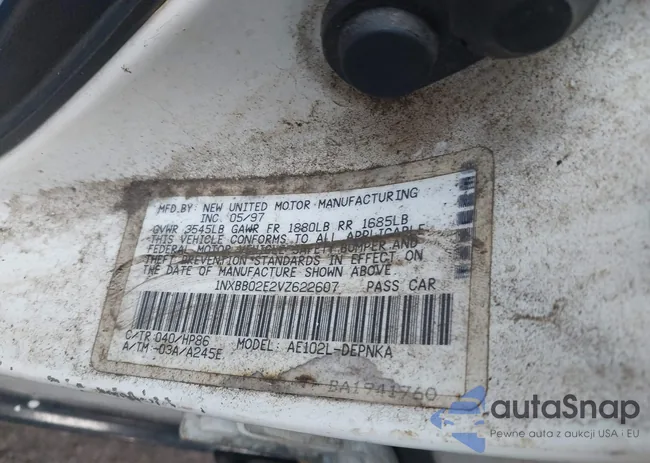 MFD.BY: NEW UNITED MOTOR MANUFACTURING
INC. 05/97
GVWR 3545LB GAWR FR 1880LB RR 1685LB
THIS VEHICLE CONFORMS TO ALL APPLICABLE
FEDERAL MOTOR VEHICLE SAFETY BUMPER AND
THEFT PREVENTION STANDARDS IN EFFECT ON
THE DATE OF MANUFACTURE SHOWN ABOVE.
1NXBB02E2VZ622607 PASS CAR
C/TR 040/HP86 MODEL: AE102L-DEPNKA
A/TM -03A/A245E
BA1941760
autaSnap
Pewne auta z aukcji USA i EU